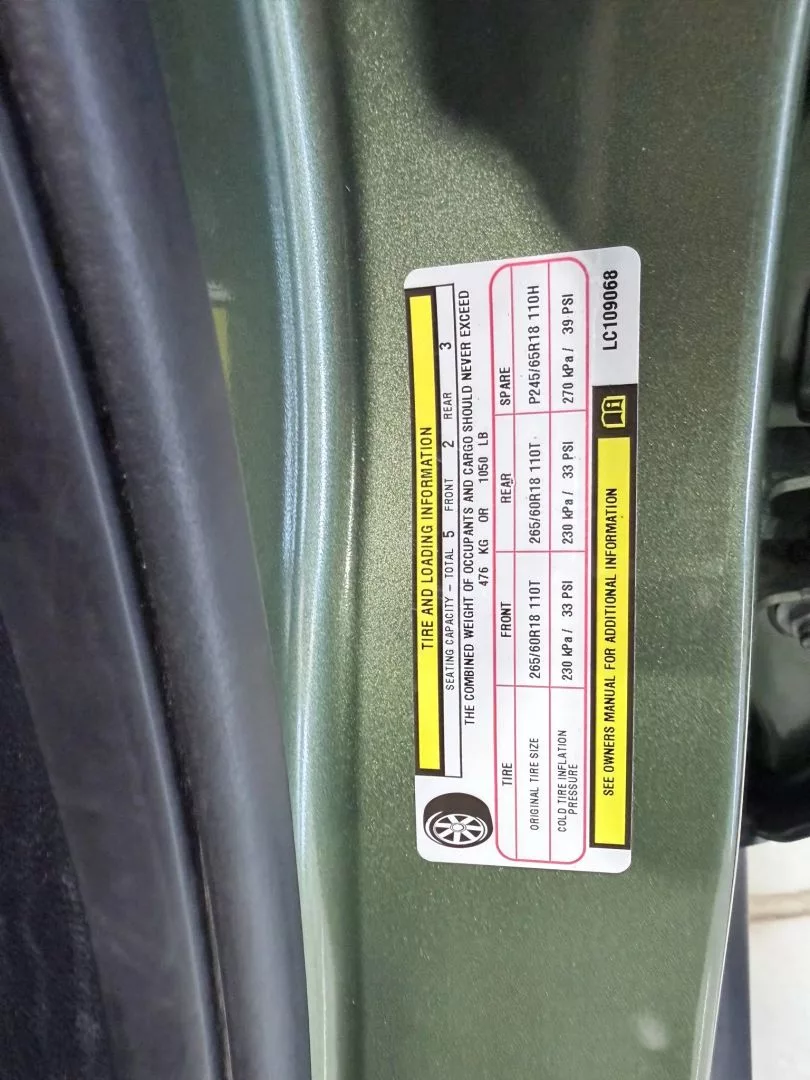 TIRE AND LOADING INFORMATION
SEATING CAPACITY – TOTAL 5 FRONT 2 REAR 3
THE COMBINED WEIGHT OF OCCUPANTS AND CARGO SHOULD NEVER EXCEED
476 KG OR 1050 LB
TIRE FRONT REAR SPARE
ORIGINAL TIRE SIZE 265/60R18 110T 265/60R18 110T P245/65R18 110H
COLD TIRE INFLATION PRESSURE 230 kPa / 33 PSI 230 kPa / 33 PSI 270 kPa / 39 PSI
SEE OWNERS MANUAL FOR ADDITIONAL INFORMATION
LC109068